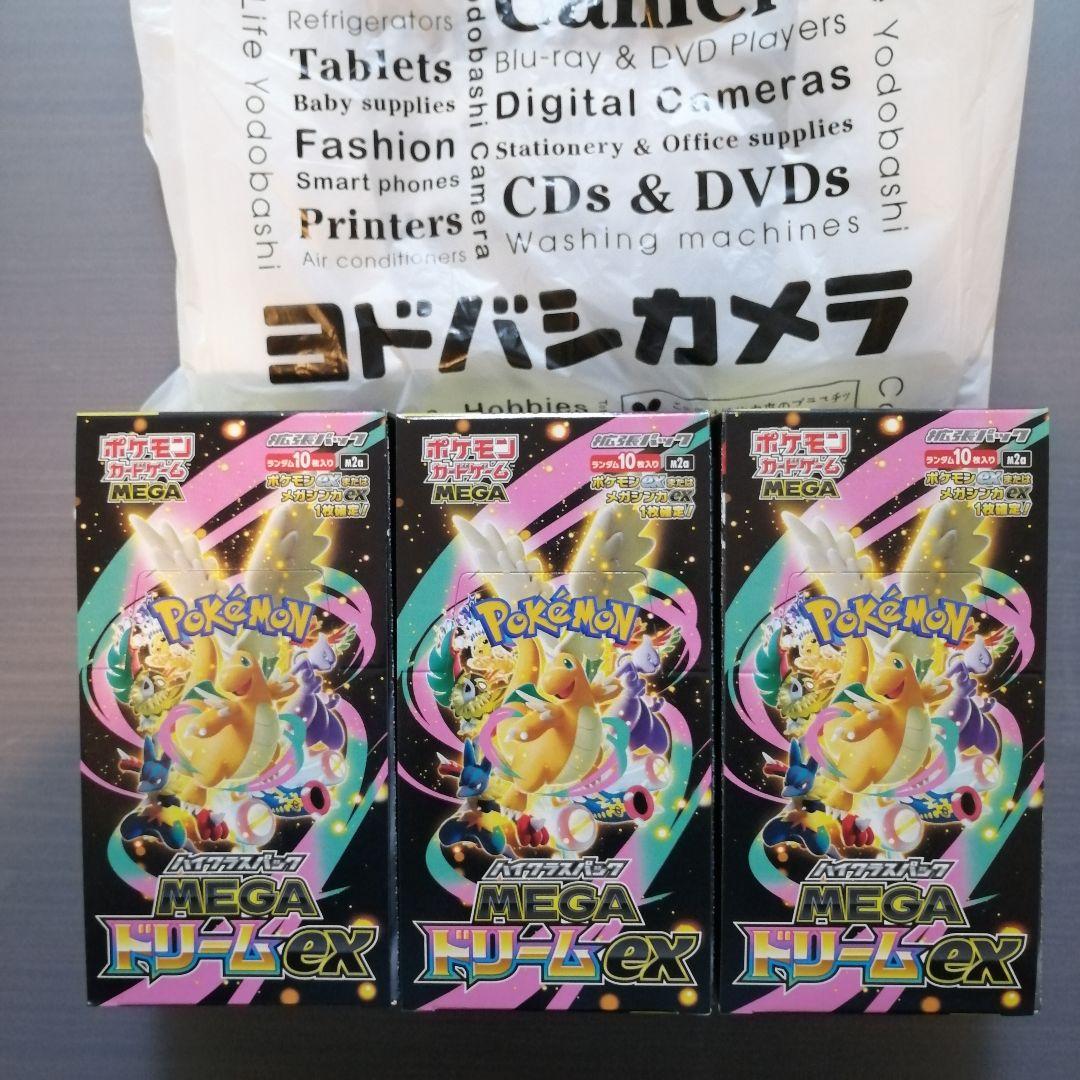 Life Yodobashi
Refrigerators
Tablets
Baby supplies
Fashion
Smart phones
Printers
Air conditioners
Yodobashi Camera
Blu-ray & DVD Players
Digital Cameras
Stationery & Office supplies
CDs & DVDs
Washing machines
Yodobashi
ヨドバシカメラ
Hobbies
ポケモン
カードゲーム
MEGA
拡張パック
ランダム10枚入り M2a
ポケモンexまたは
メガシンカex
1枚確定!
POKéMON
ハイクラスパック
MEGA
ドリームex
ポケモン
カードゲーム
MEGA
拡張パック
ランダム10枚入り M2a
ポケモンexまたは
メガシンカex
1枚確定!
POKéMON
ハイクラスパック
MEGA
ドリームex
ポケモン
カードゲーム
MEGA
拡張パック
ランダム10枚入り M2a
ポケモンexまたは
メガシンカex
1枚確定!
POKéMON
ハイクラスパック
MEGA
ドリームex